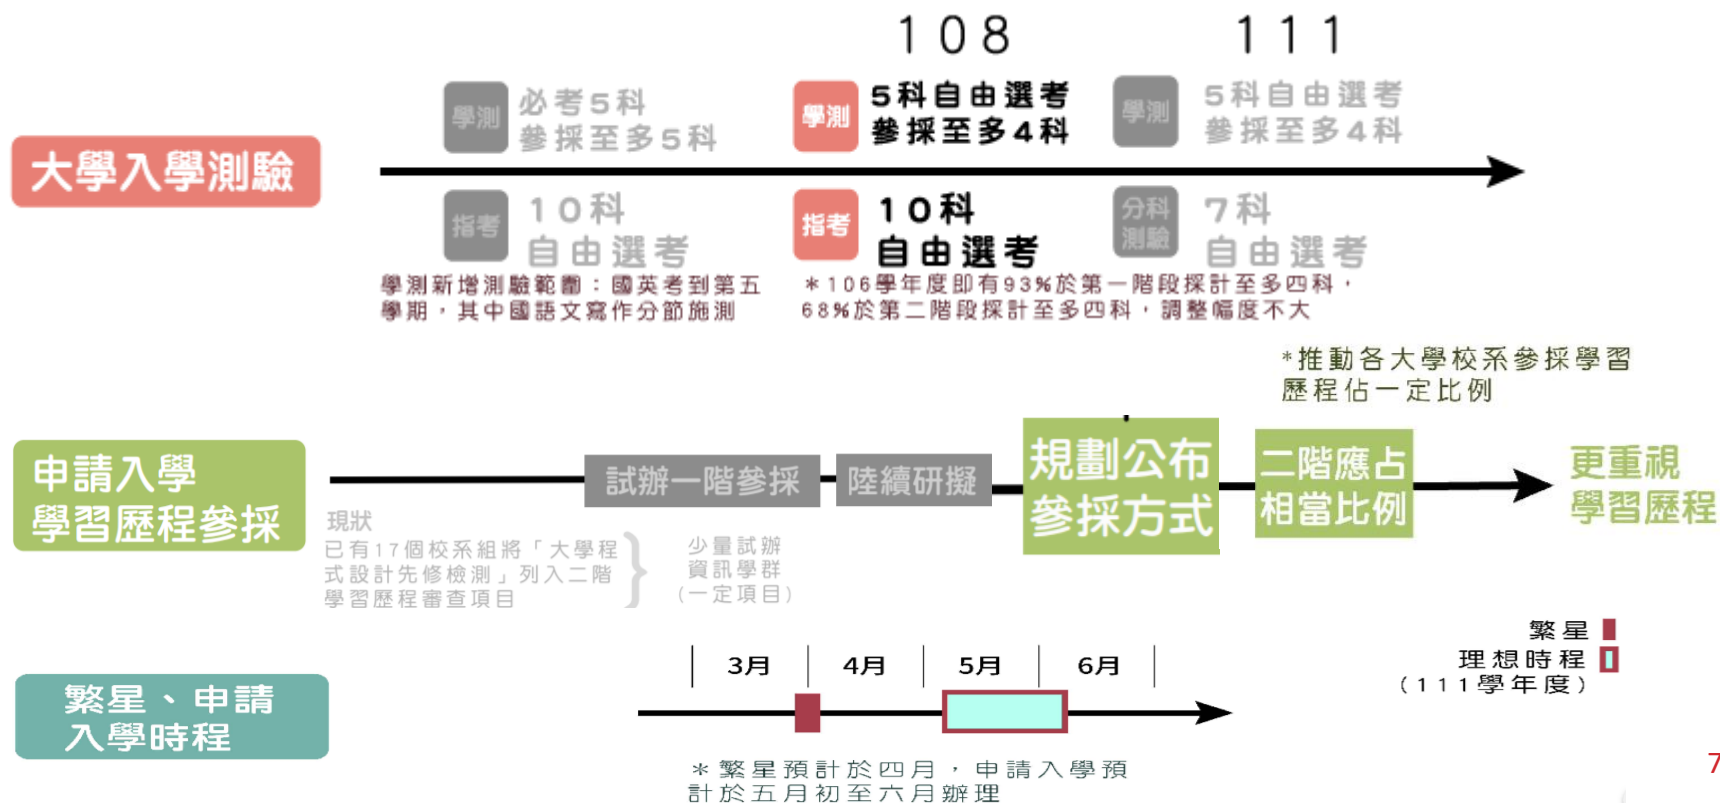 108
111
學測
必考5科
參採至多5科
學測
5科自由選考
參採至多4科
學測
5科自由選考
參採至多4科
大學入學測驗
指考
10科
自由選考
指考
10科
自由選考
分科
測驗
7科
自由選考
學測新增測驗範圍：國英考到第五
學期，其中國語文寫作分節施測
＊106學年度即有93%於第一階段採計至多四科，
68%於第二階段採計至多四科，調整幅度不大
*推動各大學校系參採學習
歷程佔一定比例
申請入學
學習歷程參採
試辦一階參採
陸續研擬
規劃公布
參採方式
二階應占
相當比例
更重視
學習歷程
現狀
已有17個校系組將「大學程
式設計先修檢測」列入二階
學習歷程審查項目
少量試辦
資訊學群
(一定項目)
繁星
理想時程
(111學年度)
3月
4月
5月
6月
繁星、申請
入學時程
＊繁星預計於四月，申請入學預
計於五月初至六月辦理
7